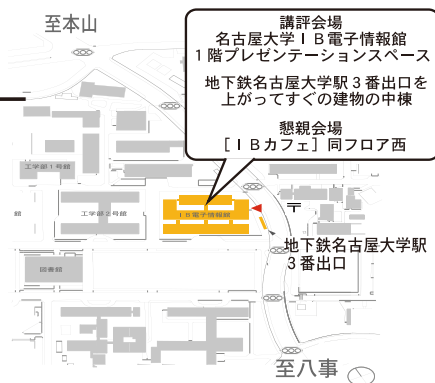 至本山
講評会場
名古屋大学ＩＢ電子情報館
１階プレゼンテーションスペース
地下鉄名古屋大学駅３番出口を
上がってすぐの建物の中棟
懇親会場
［ＩＢカフェ］同フロア西
工学部１号館
館
工学部２号館
ＩＢ電子情報館
〒
地下鉄名古屋大学駅
３番出口
図書館
至八事